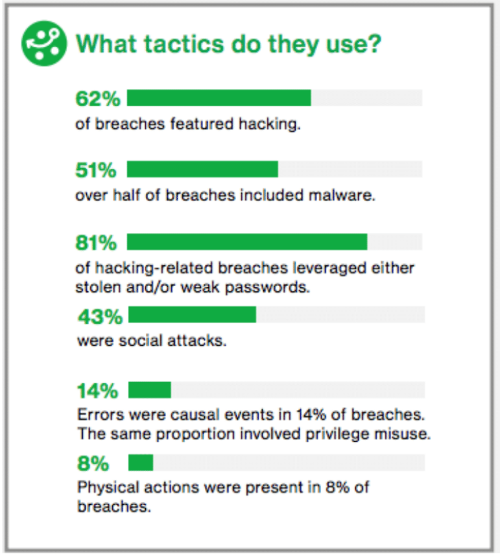 What tactics do they use?
62%
of breaches featured hacking.
51%
over half of breaches included malware.
81%
of hacking-related breaches leveraged either
stolen and/or weak passwords.
43%
were social attacks.
14%
Errors were causal events in 14% of breaches.
The same proportion involved privilege misuse.
8%
Physical actions were present in 8% of
breaches.